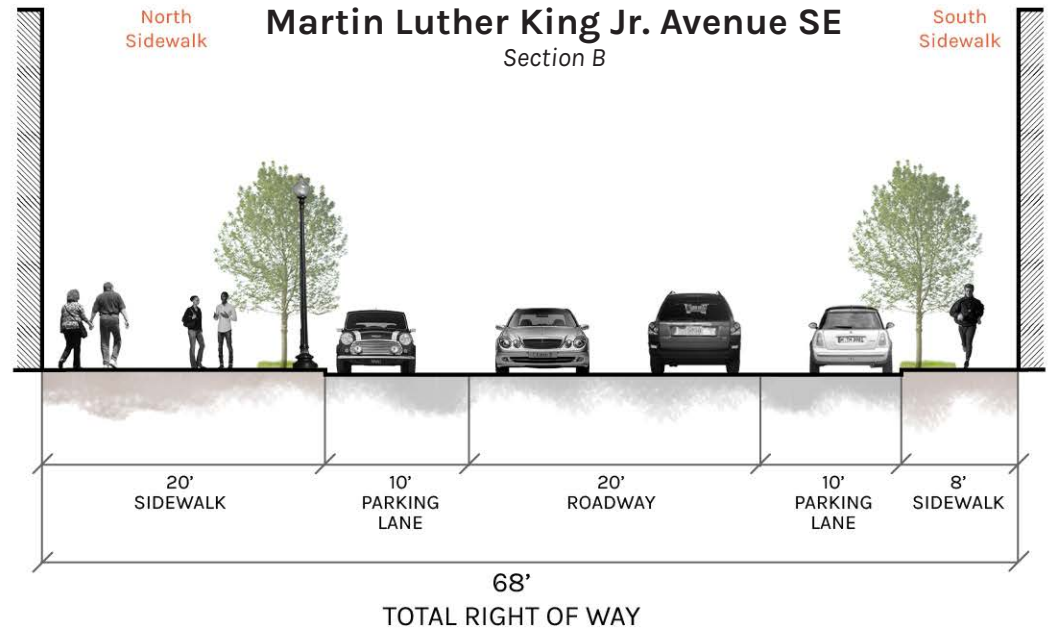 Martin Luther King Jr. Avenue SE
Section B
North
Sidewalk
South
Sidewalk
20’
SIDEWALK
10’
PARKING
LANE
20’
ROADWAY
10’
PARKING
LANE
8’
SIDEWALK
68’
TOTAL RIGHT OF WAY